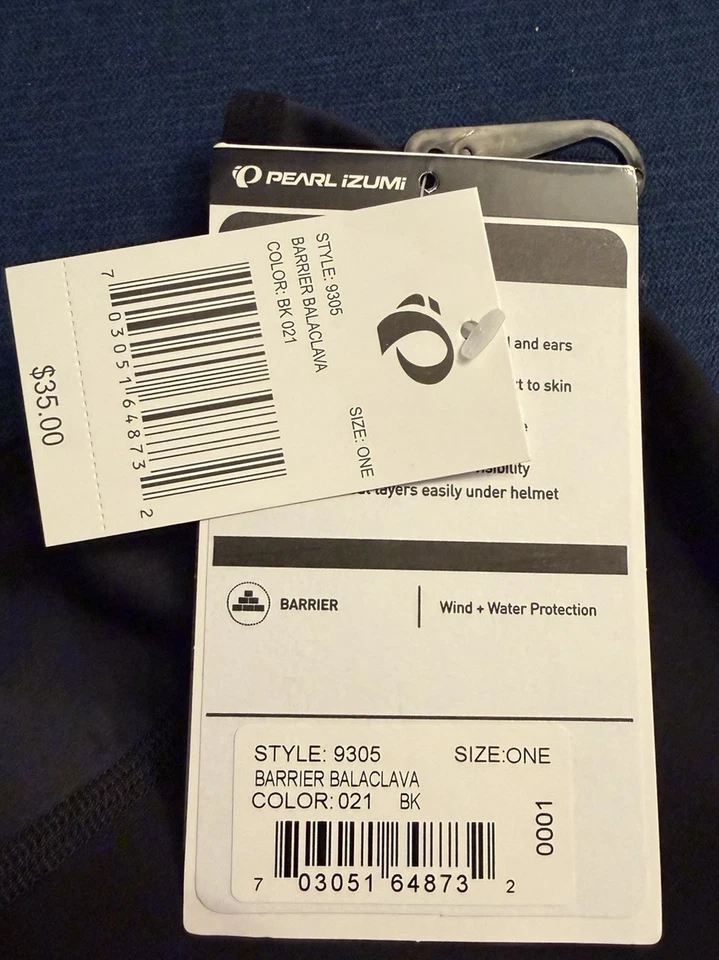 PEARL iZUMi
and ears
to skin
layers easily under helmet
BARRIER
Wind + Water Protection
STYLE: 9305 SIZE:ONE
BARRIER BALACLAVA
COLOR: 021 BK
0001
7 03051 64873 2
STYLE: 9305
BARRIER BALACLAVA
COLOR: BK 021
SIZE: ONE
7 03051 64873 2
$35.00